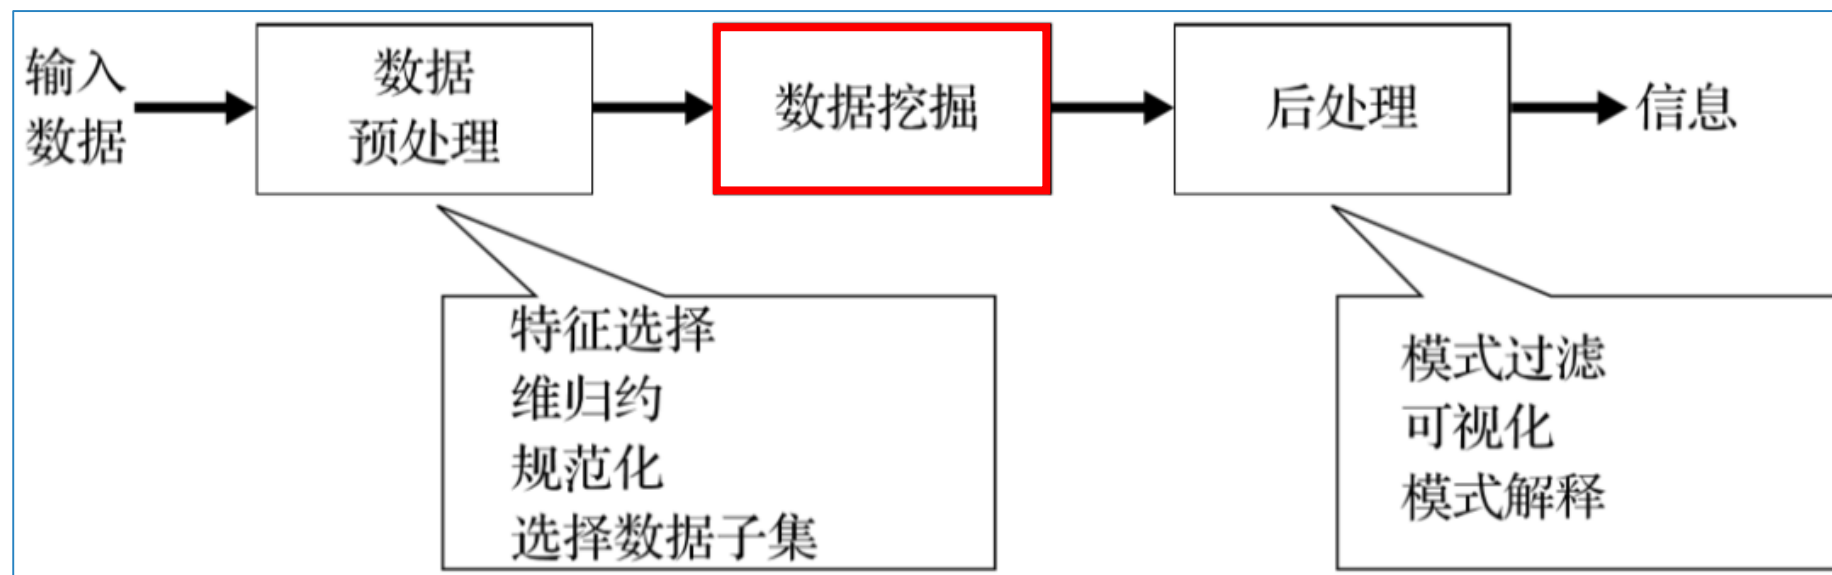 输入
数据
数据
预处理
数据挖掘
后处理
信息
特征选择
维归约
规范化
选择数据子集
模式过滤
可视化
模式解释